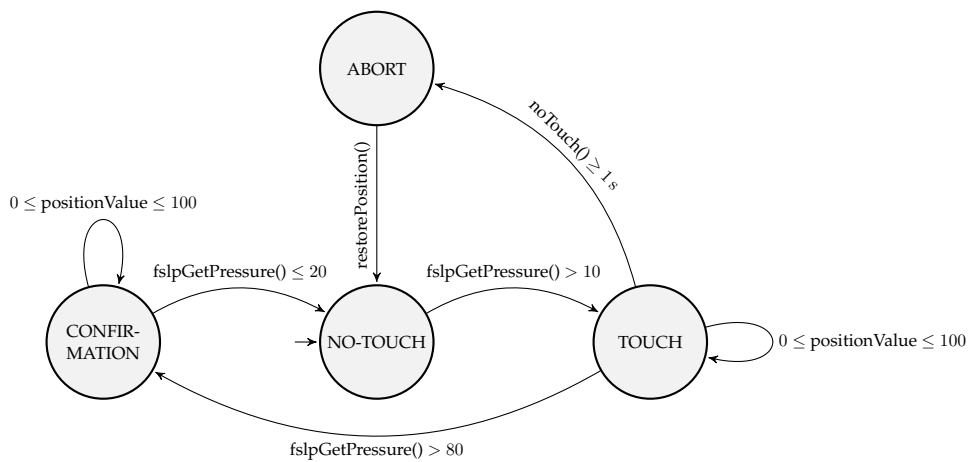 ABORT
noTouch() ≥ 1 s
restorePosition()
0 ≤ positionValue ≤ 100
fslpGetPressure() ≤ 20
fslpGetPressure() > 10
CONFIR-
MATION
NO-TOUCH
TOUCH
0 ≤ positionValue ≤ 100
fslpGetPressure() > 80